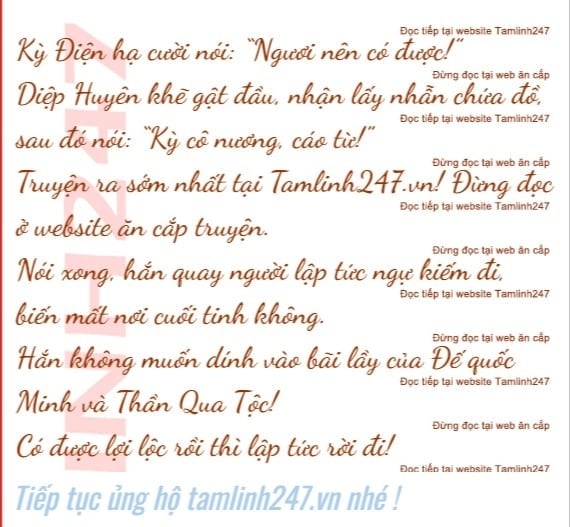 Đọc tiếp tại website Tamlinh247
Kỳ Điện hạ cười nói: “Ngươi nên có được!”
Đừng đọc tại web ăn cắp
Diệp Huyên khẽ gật đầu, nhận lấy nhẫn chứa đồ,
Đọc tiếp tại website Tamlinh247
sau đó nói: “Kỳ cô nương, cáo từ!”
Đừng đọc tại web ăn cắp
Truyện ra sớm nhất tại Tamlinh247.vn! Đừng đọc
Đọc tiếp tại website Tamlinh247
ở website ăn cắp truyện.
Đừng đọc tại web ăn cắp
Nói xong, hắn quay người lập tức ngự kiếm đi,
Đọc tiếp tại website Tamlinh247
biến mất nơi cuối tinh không.
Đừng đọc tại web ăn cắp
Hắn không muốn dính vào bãi lầy của Đế quốc
Đọc tiếp tại website Tamlinh247
Minh và Thần Qua Tộc!
Đừng đọc tại web ăn cắp
Có được lợi lộc rồi thì lập tức rời đi!
Đọc tiếp tại website Tamlinh247
Tiếp tục ủng hộ tamlinh247.vn nhé !
INH247